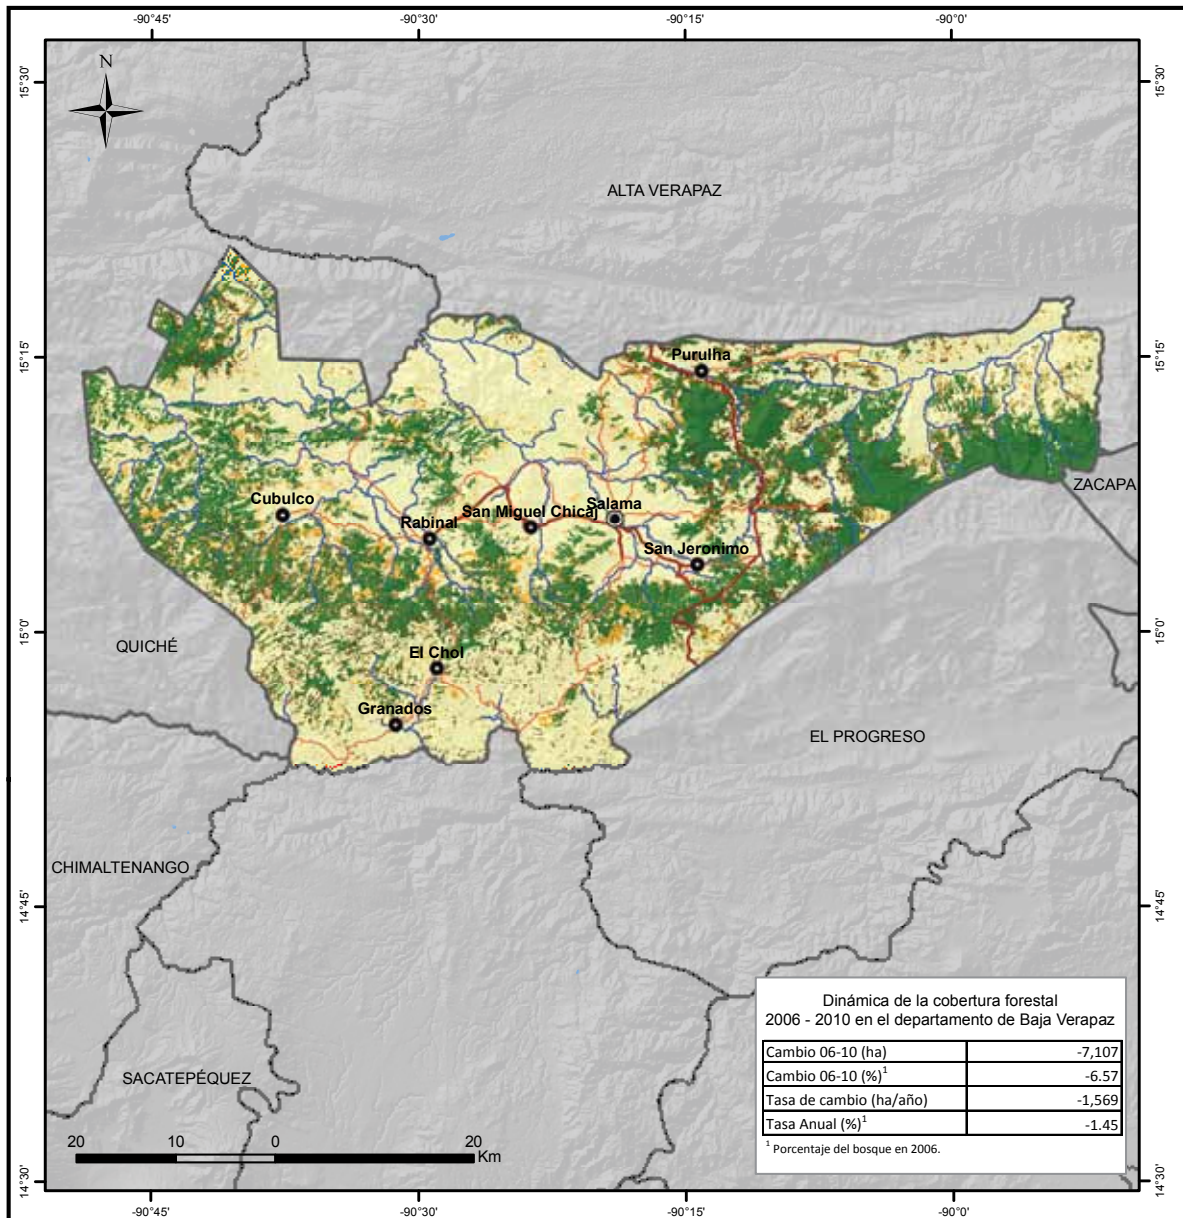 -90°45'
-90°30'
-90°15'
-90°0'
15°30'
15°30'
N
ALTA VERAPAZ
15°15'
15°15'
Purulha
ZACAPA
Cubulco
San Miguel Chicaj
Salama
Rabinal
San Jeronimo
15°0'
15°0'
QUICHÉ
El Chol
Granados
EL PROGRESO
CHIMALTENANGO
14°45'
14°45'
SACATEPÉQUEZ
Dinámica de la cobertura forestal
2006 - 2010 en el departamento de Baja Verapaz
Cambio 06-10 (ha) -7,107
Cambio 06-10 (%)1 -6.57
Tasa de cambio (ha/año) -1,569
Tasa Anual (%)1 -1.45
1 Porcentaje del bosque en 2006.
20 10 0 20
Km
14°30'
14°30'
-90°45'
-90°30'
-90°15'
-90°0'